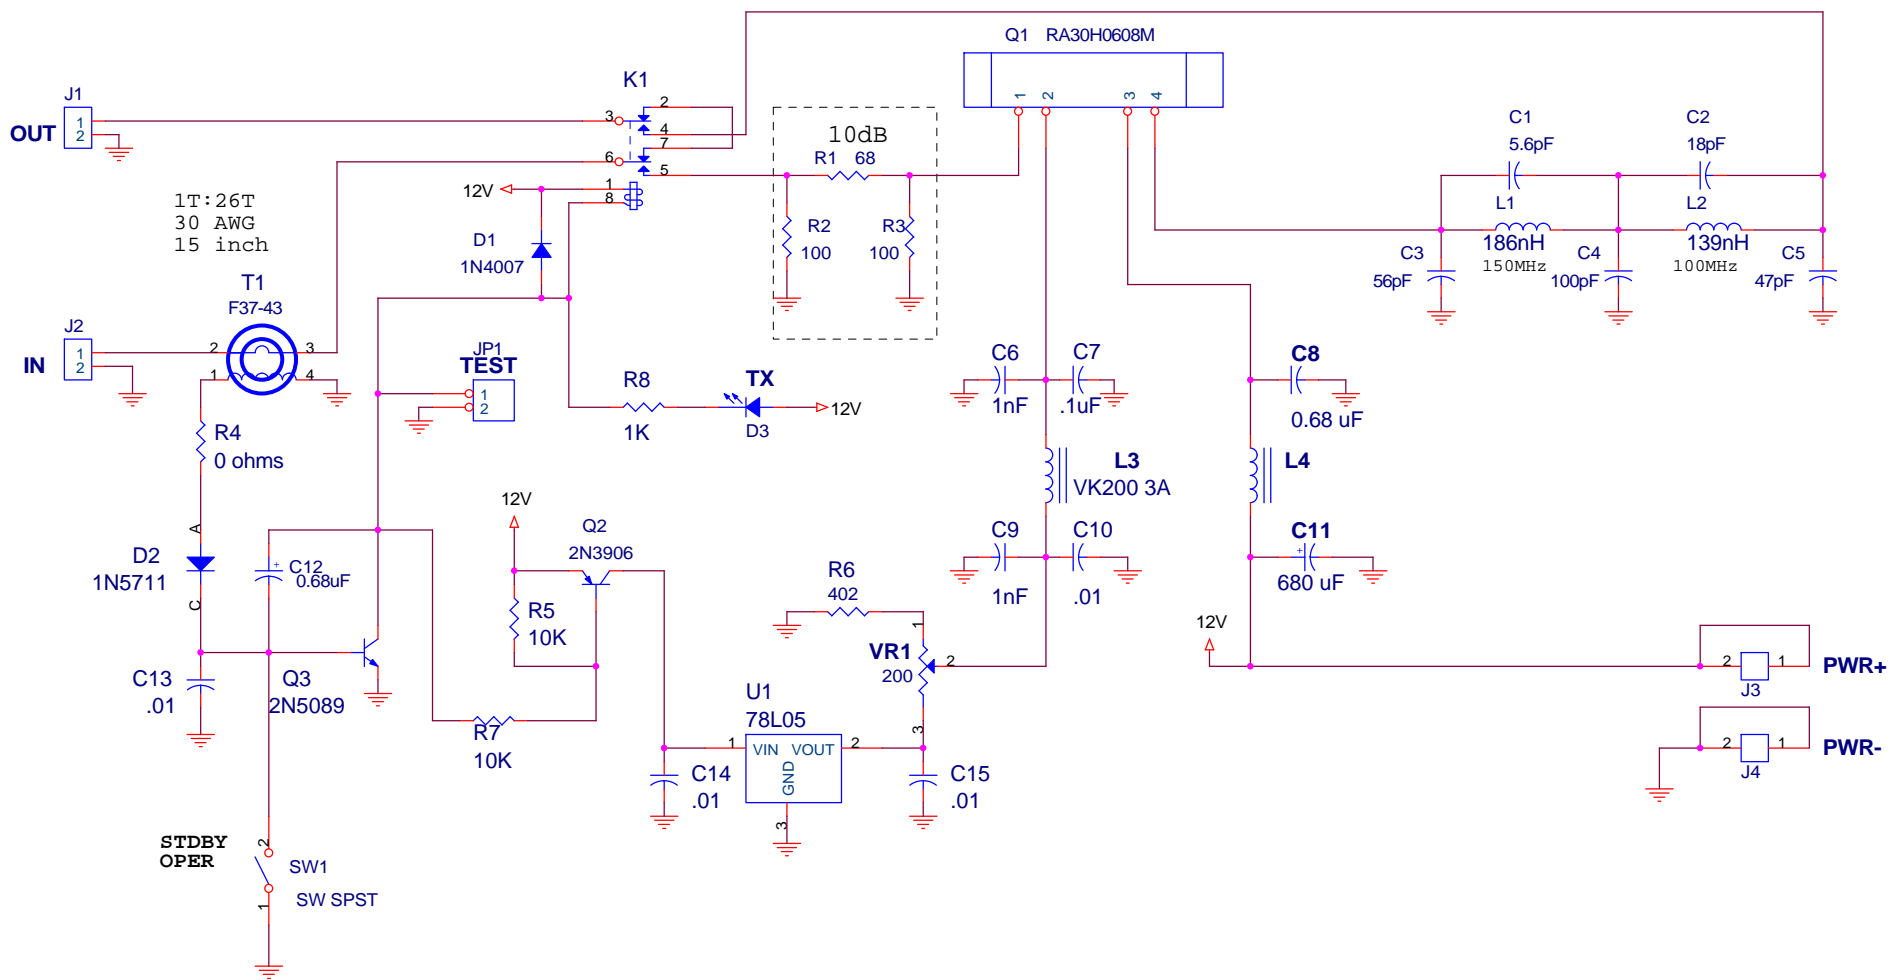 Q1 RA30H0608M
1 2 3 4
K1
J1
OUT
1
2
2
3
4
7
6
5
1
8
12V
10dB
R1 68
R2
100
R3
100
C1
5.6pF
C2
18pF
L1
186nH
150MHz
L2
139nH
100MHz
C3
56pF
C4
100pF
C5
47pF
1T:26T
30 AWG
15 inch
D1
1N4007
T1
F37-43
J2
IN
1
2
2 3
1 4
JP1
TEST
1
2
R8
1K
TX
D3
12V
C6
1nF
C7
.1uF
C8
0.68 uF
R4
0 ohms
L3
VK200 3A
L4
A
D2
1N5711
C
C12
+
0.68uF
12V
Q2
2N3906
R5
10K
C9
1nF
C10
.01
C11
+
680 uF
R6
402
1
VR1
200
2
3
12V
2 1
J3
PWR+
2 1
J4
PWR-
C13
.01
Q3
2N5089
R7
10K
U1
78L05
1 VIN VOUT 2
GND
3
C14
.01
C15
.01
STDBY
OPER
2
SW1
SW SPST
1